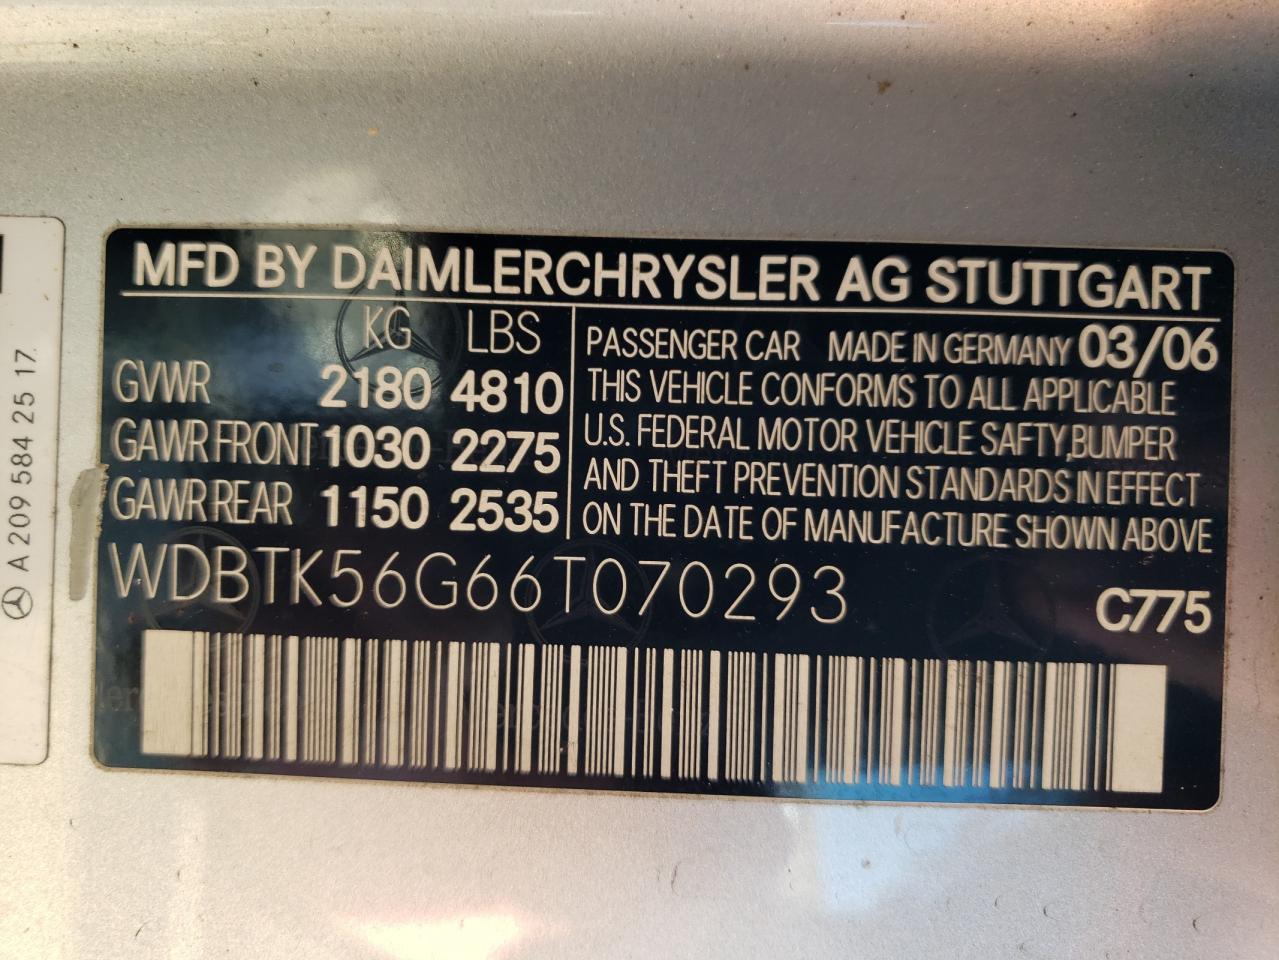 MFD BY DAIMLERCHRYSLER AG STUTTGART
KG LBS
GVWR 2180 4810
GAWR FRONT 1030 2275
GAWR REAR 1150 2535
PASSENGER CAR MADE IN GERMANY 03/06
THIS VEHICLE CONFORMS TO ALL APPLICABLE
U.S. FEDERAL MOTOR VEHICLE SAFTY,BUMPER
AND THEFT PREVENTION STANDARDS IN EFFECT
ON THE DATE OF MANUFACTURE SHOWN ABOVE
WDBTK56G66T070293
C775
A 209 584 25 17